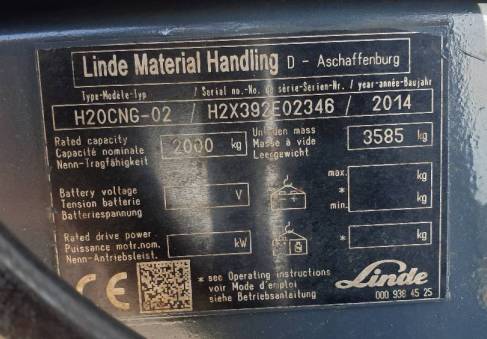 Linde Material Handling D - Aschaffenburg
Type-Modèle-Typ / Serial no.-No. de série-Serien-Nr. / year-année-Baujahr
H20CNG-02 / H2X392E02346 / 2014
Rated capacity
Capacité nominale
Nenn-Tragfähigkeit
2000 kg
Unladen mass
Masse à vide
Leergewicht
3585 kg
Battery voltage
Tension batterie
Batteriespannung
V
max.
kg
*
min.
kg
Rated drive power
Puissance motr.nom.
Nenn-Antriebsleist.
kW
*
kg
CE
* see Operating instructions
voir Mode d'emploi
siehe Betriebsanleitung
Linde
000 938 45 25